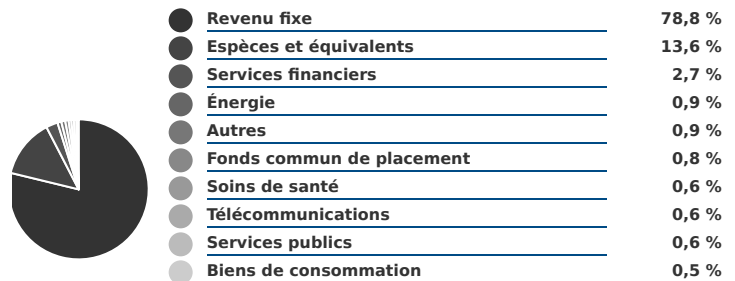 Revenu fixe 78,8 %
Espèces et équivalents 13,6 %
Services financiers 2,7 %
Énergie 0,9 %
Autres 0,9 %
Fonds commun de placement 0,8 %
Soins de santé 0,6 %
Télécommunications 0,6 %
Services publics 0,6 %
Biens de consommation 0,5 %